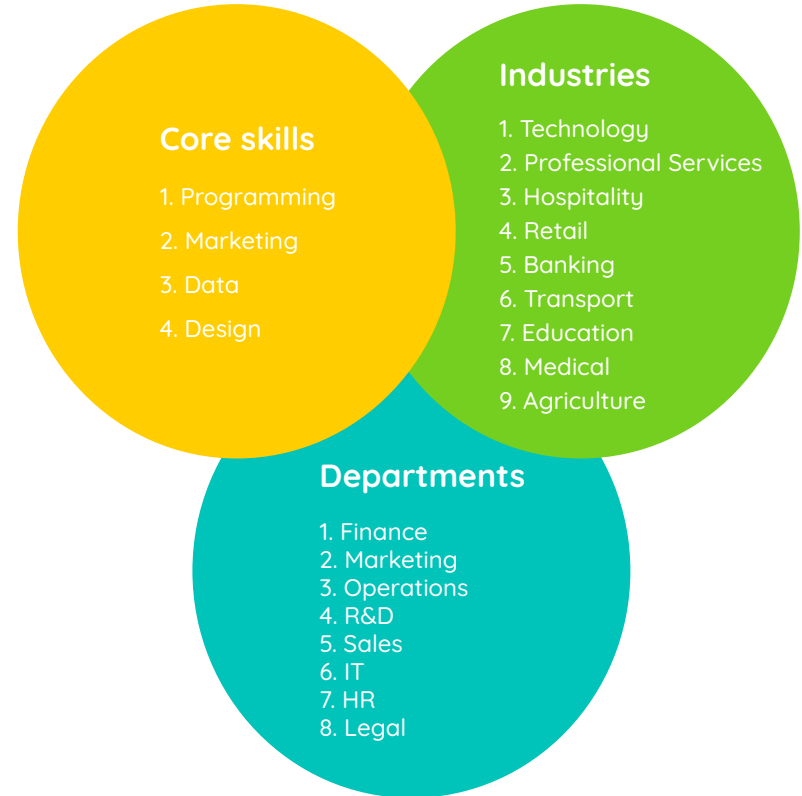 Core skills
1. Programming
2. Marketing
3. Data
4. Design
Industries
1. Technology
2. Professional Services
3. Hospitality
4. Retail
5. Banking
6. Transport
7. Education
8. Medical
9. Agriculture
Departments
1. Finance
2. Marketing
3. Operations
4. R&D
5. Sales
6. IT
7. HR
8. Legal